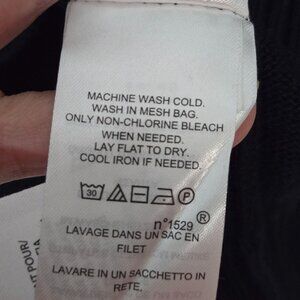 MACHINE WASH COLD.
WASH IN MESH BAG.
ONLY NON-CHLORINE BLEACH
WHEN NEEDED.
LAY FLAT TO DRY.
COOL IRON IF NEEDED.
30 P
n°1529 ®
LAVAGE DANS UN SAC EN
FILET
LAVARE IN UN SACCHETTO IN
RETE.